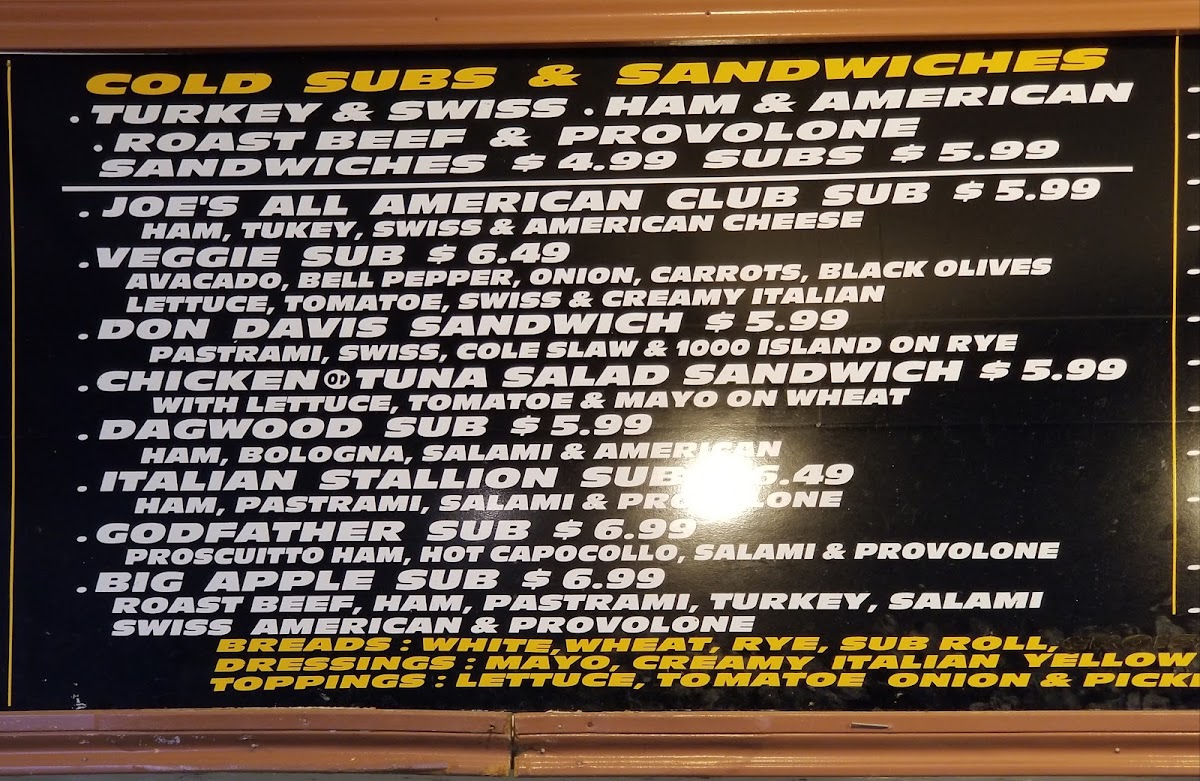 COLD SUBS & SANDWICHES
. TURKEY & SWISS . HAM & AMERICAN
. ROAST BEEF & PROVOLONE
SANDWICHES $ 4.99 SUBS $ 5.99
. JOE'S ALL AMERICAN CLUB SUB $ 5.99
HAM, TUKEY, SWISS & AMERICAN CHEESE
. VEGGIE SUB $ 6.49
AVACADO, BELL PEPPER, ONION, CARROTS, BLACK OLIVES
LETTUCE, TOMATOE, SWISS & CREAMY ITALIAN
. DON DAVIS SANDWICH $ 5.99
PASTRAMI, SWISS, COLE SLAW & 1000 ISLAND ON RYE
. CHICKEN or TUNA SALAD SANDWICH $ 5.99
WITH LETTUCE, TOMATOE & MAYO ON WHEAT
. DAGWOOD SUB $ 5.99
HAM, BOLOGNA, SALAMI & AMERICAN
. ITALIAN STALLION SUB 6.49
HAM, PASTRAMI, SALAMI & PROVOLONE
. GODFATHER SUB $ 6.99
PROSCUITTO HAM, HOT CAPOCOLLO, SALAMI & PROVOLONE
. BIG APPLE SUB $ 6.99
ROAST BEEF, HAM, PASTRAMI, TURKEY, SALAMI
SWISS AMERICAN & PROVOLONE
BREADS : WHITE, WHEAT, RYE, SUB ROLL,
DRESSINGS : MAYO, CREAMY ITALIAN YELLOW
TOPPINGS : LETTUCE, TOMATOE ONION &